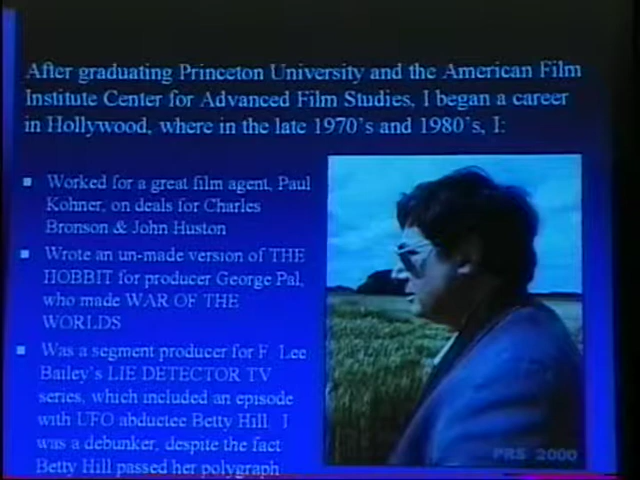 After graduating Princeton University and the American Film
Institute Center for Advanced Film Studies, I began a career
in Hollywood, where in the late 1970's and 1980's, I:
Worked for a great film agent, Paul
Kohner, on deals for Charles
Bronson & John Huston
Wrote an un-made version of THE
HOBBIT for producer George Pal,
who made WAR OF THE
WORLDS
Was a segment producer for F. Lee
Bailey's LIE DETECTOR TV
series, which included an episode
with UFO abductee Betty Hill. I
was a debunker, despite the fact
Betty Hill passed her polygraph
PRS 2000